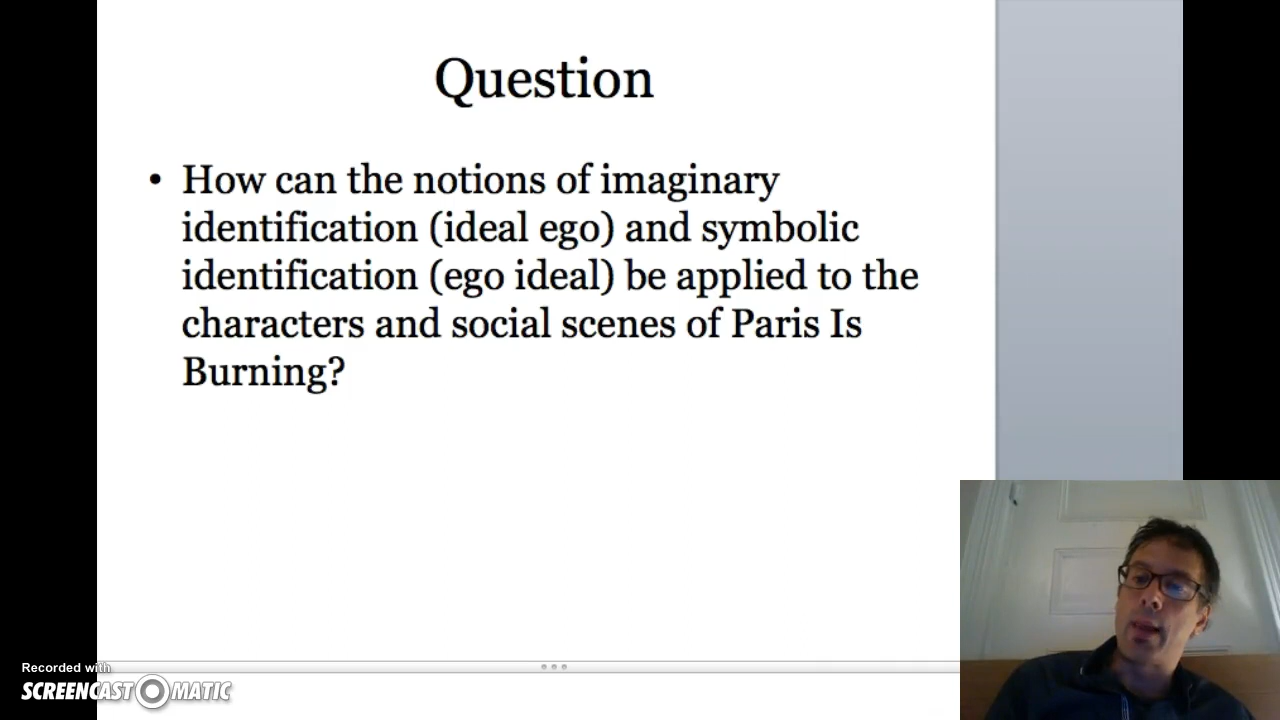 Question
• How can the notions of imaginary
identification (ideal ego) and symbolic
identification (ego ideal) be applied to the
characters and social scenes of Paris Is
Burning?
Recorded with
SCREENCAST MATIC